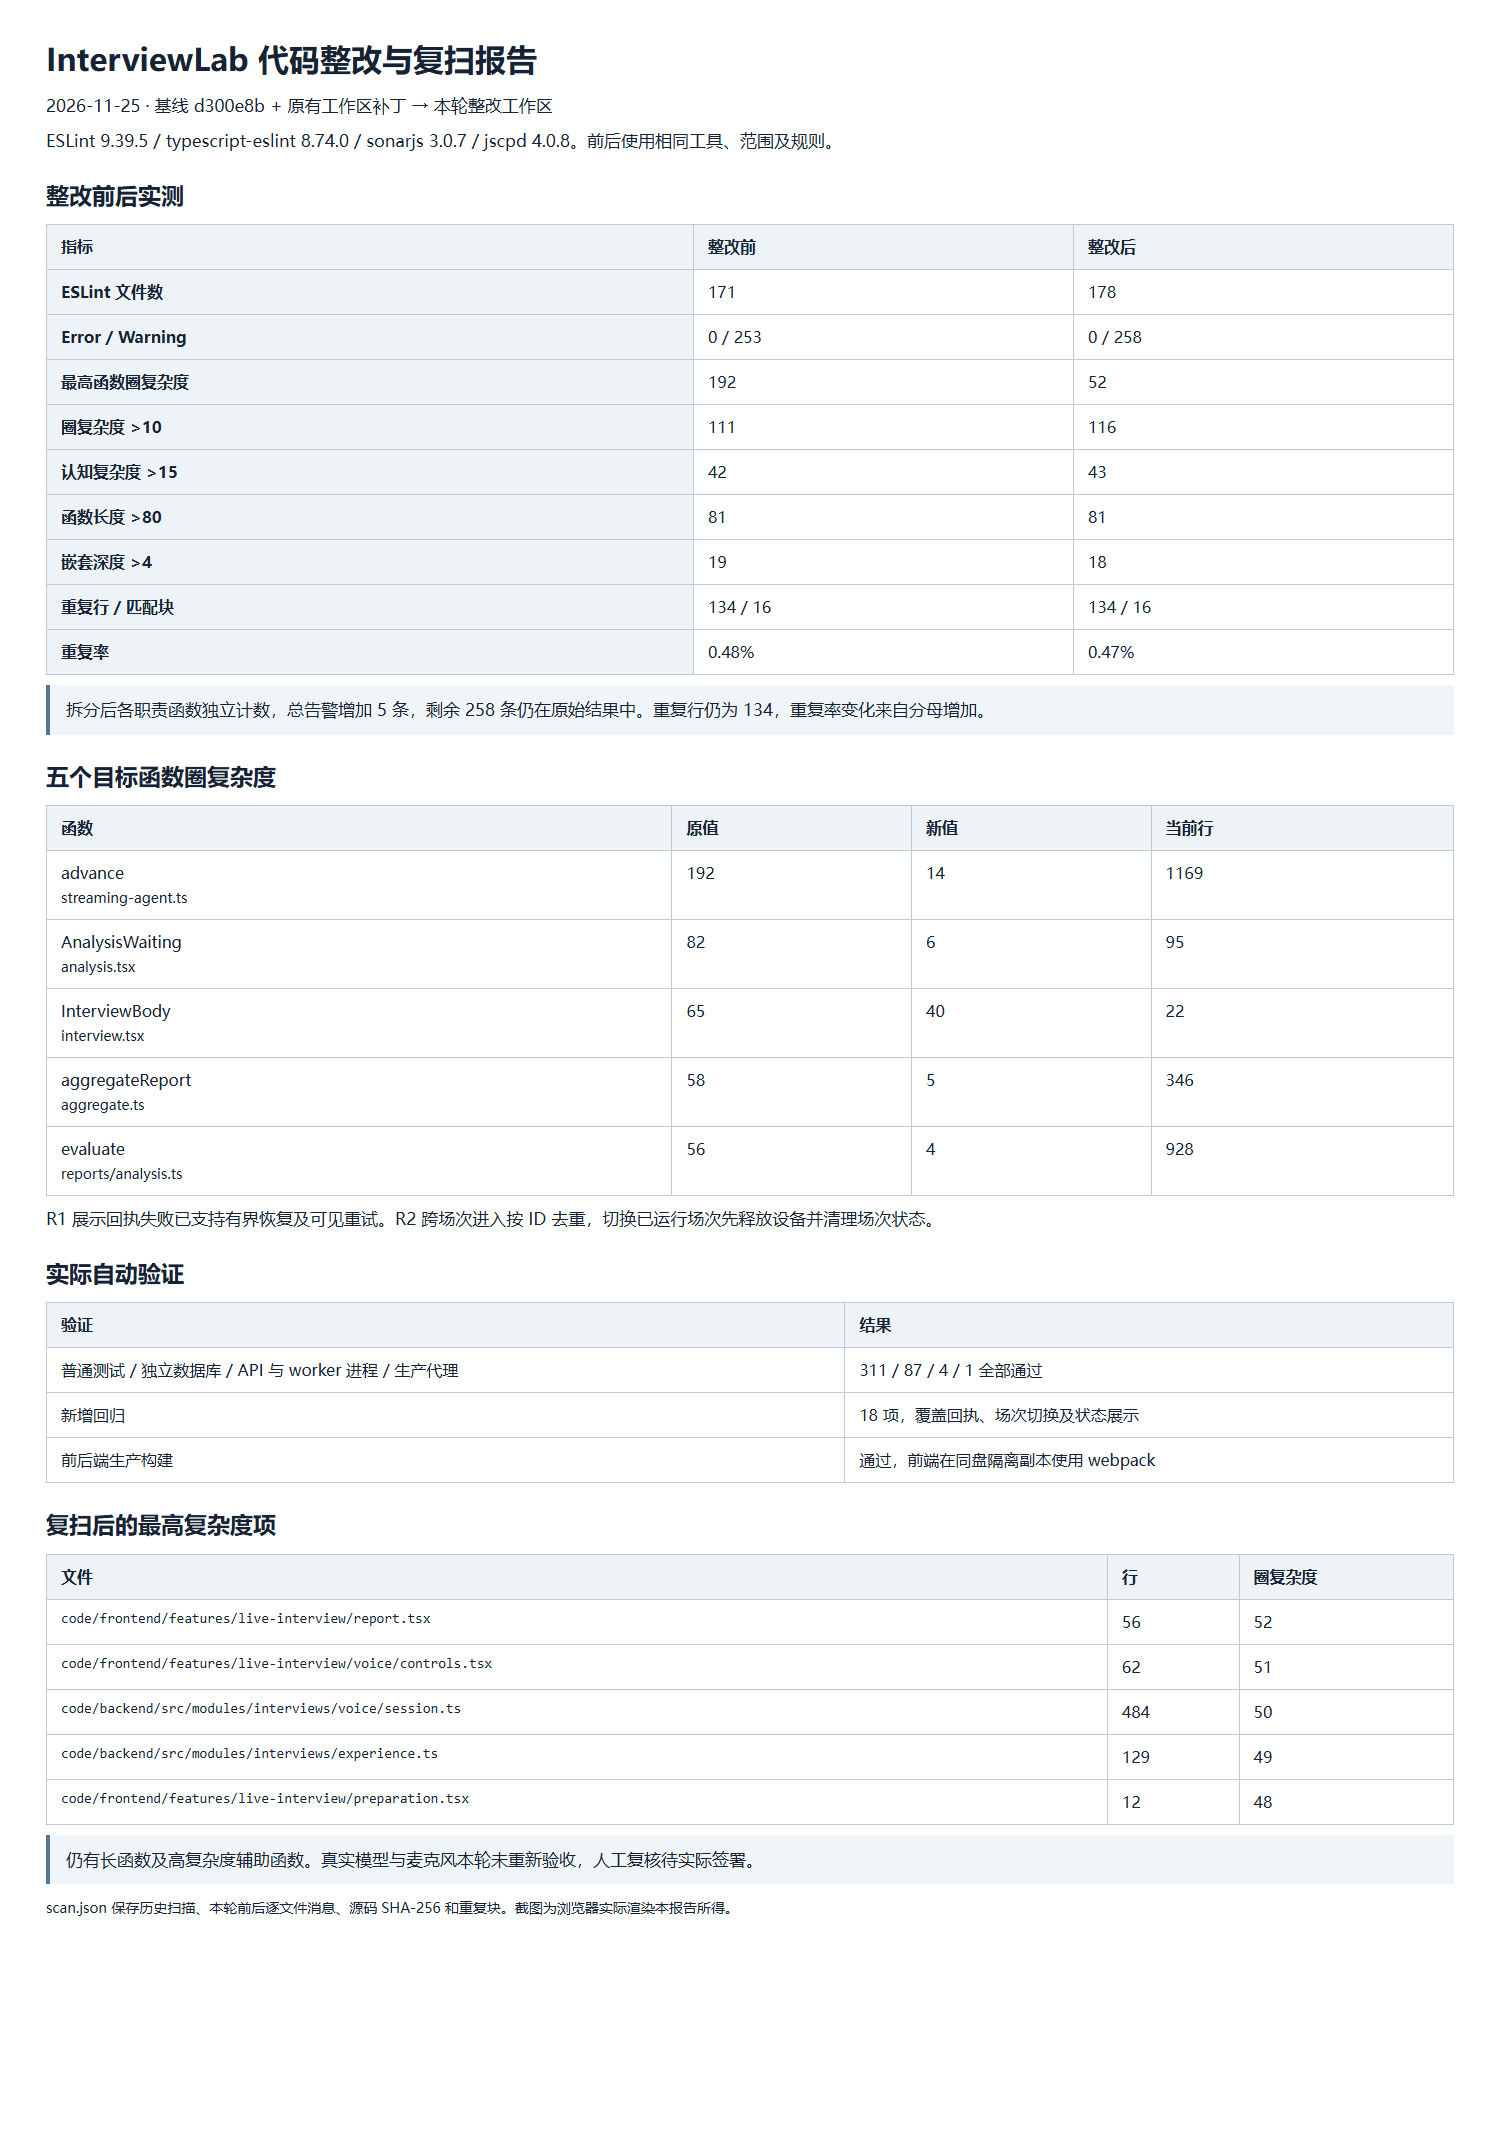 InterviewLab 代码整改与复扫报告
2026-11-25 · 基线 d300e8b + 原有工作区补丁 → 本轮整改工作区
ESLint 9.39.5 / typescript-eslint 8.74.0 / sonarjs 3.0.7 / jscpd 4.0.8。前后使用相同工具、范围及规则。
整改前后实测
指标 整改前 整改后
ESLint 文件数 171 178
Error / Warning 0 / 253 0 / 258
最高函数圈复杂度 192 52
圈复杂度 >10 111 116
认知复杂度 >15 42 43
函数长度 >80 81 81
嵌套深度 >4 19 18
重复行 / 匹配块 134 / 16 134 / 16
重复率 0.48% 0.47%
拆分后各职责函数独立计数，总告警增加 5 条，剩余 258 条仍在原始结果中。重复行仍为 134，重复率变化来自分母增加。
五个目标函数圈复杂度
函数 原值 新值 当前行
advance 192 14 1169
streaming-agent.ts
AnalysisWaiting 82 6 95
analysis.tsx
InterviewBody 65 40 22
interview.tsx
aggregateReport 58 5 346
aggregate.ts
evaluate 56 4 928
reports/analysis.ts
R1 展示回执失败已支持有界恢复及可见重试。R2 跨场次进入按 ID 去重，切换已运行场次先释放设备并清理场次状态。
实际自动验证
验证 结果
普通测试 / 独立数据库 / API 与 worker 进程 / 生产代理 311 / 87 / 4 / 1 全部通过
新增回归 18 项，覆盖回执、场次切换及状态展示
前后端生产构建 通过，前端在同盘隔离副本使用 webpack
复扫后的最高复杂度项
文件 行 圈复杂度
code/frontend/features/live-interview/report.tsx 56 52
code/frontend/features/live-interview/voice/controls.tsx 62 51
code/backend/src/modules/interviews/voice/session.ts 484 50
code/backend/src/modules/interviews/experience.ts 129 49
code/frontend/features/live-interview/preparation.tsx 12 48
仍有长函数及高复杂度辅助函数。真实模型与麦克风本轮未重新验收，人工复核待实际签署。
scan.json 保存历史扫描、本轮前后逐文件消息、源码 SHA-256 和重复块。截图为浏览器实际渲染本报告所得。